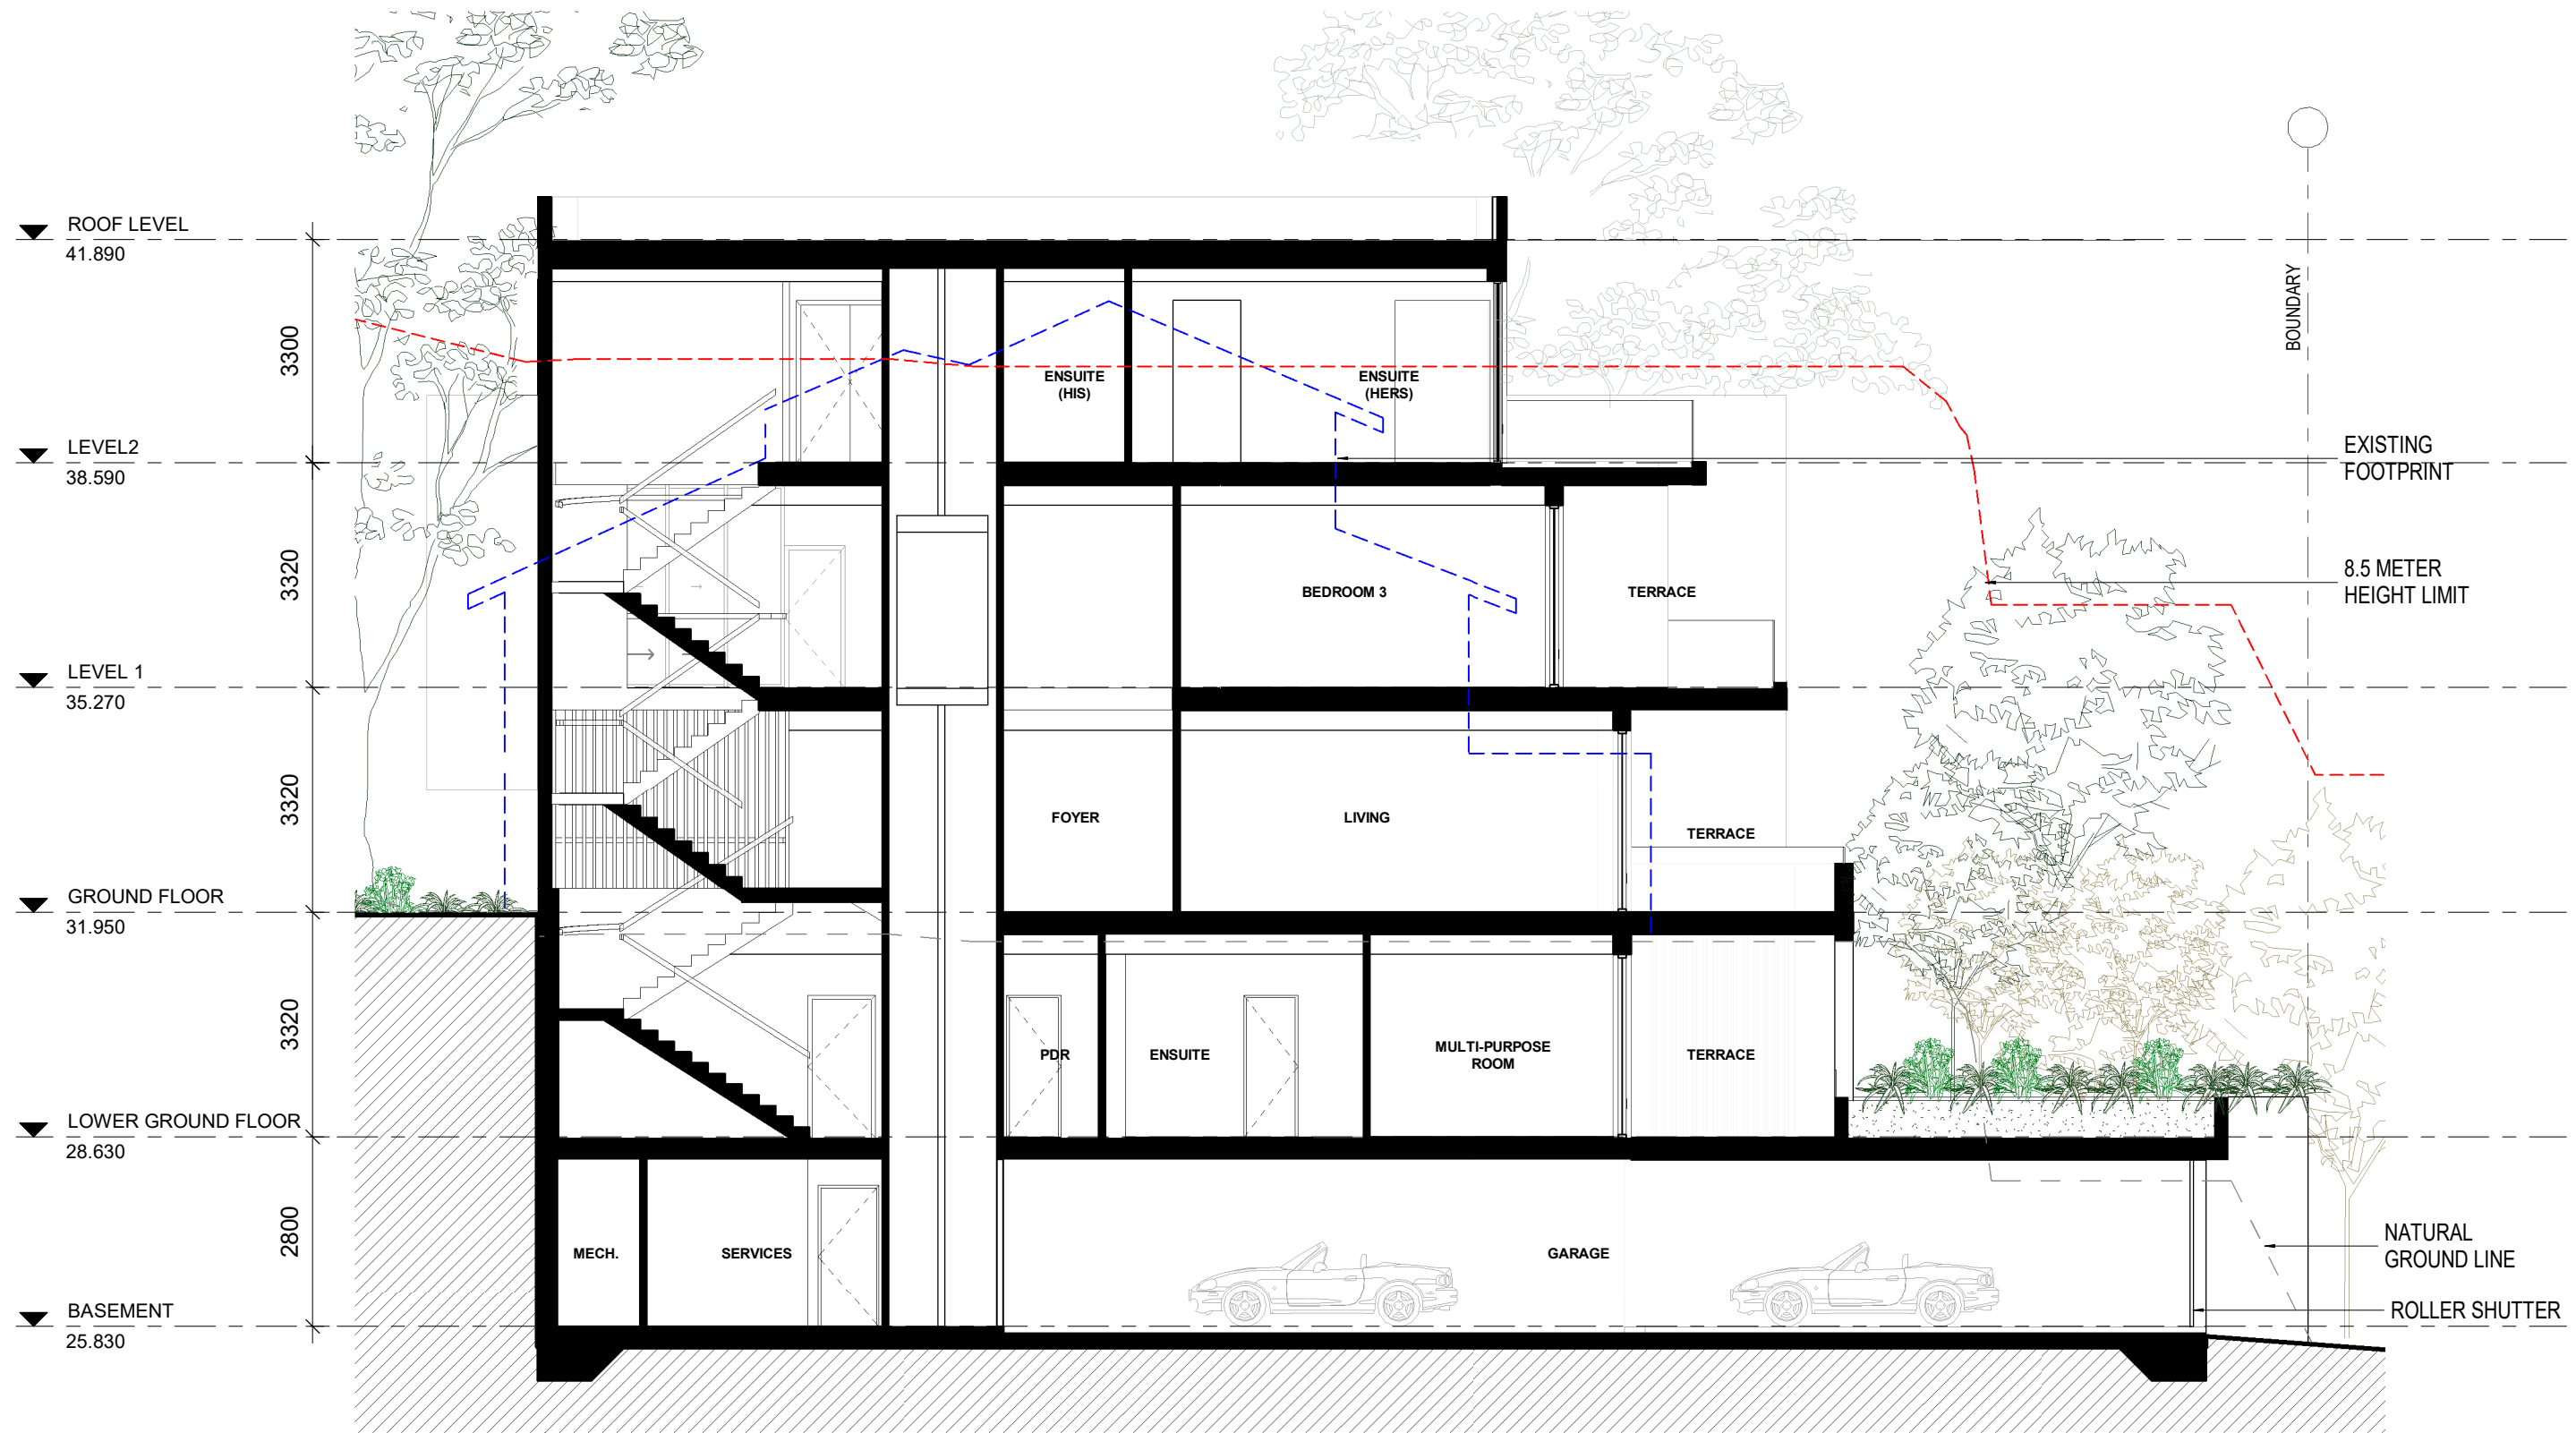 ROOF LEVEL
41.890
3300
BOUNDARY
ENSUITE
(HIS)
ENSUITE
(HERS)
LEVEL2
38.590
EXISTING
FOOTPRINT
3320
BEDROOM 3
TERRACE
8.5 METER
HEIGHT LIMIT
LEVEL 1
35.270
3320
FOYER
LIVING
TERRACE
GROUND FLOOR
31.950
3320
PDR
ENSUITE
MULTI-PURPOSE
ROOM
TERRACE
LOWER GROUND FLOOR
28.630
2800
MECH.
SERVICES
GARAGE
NATURAL
GROUND LINE
BASEMENT
25.830
ROLLER SHUTTER